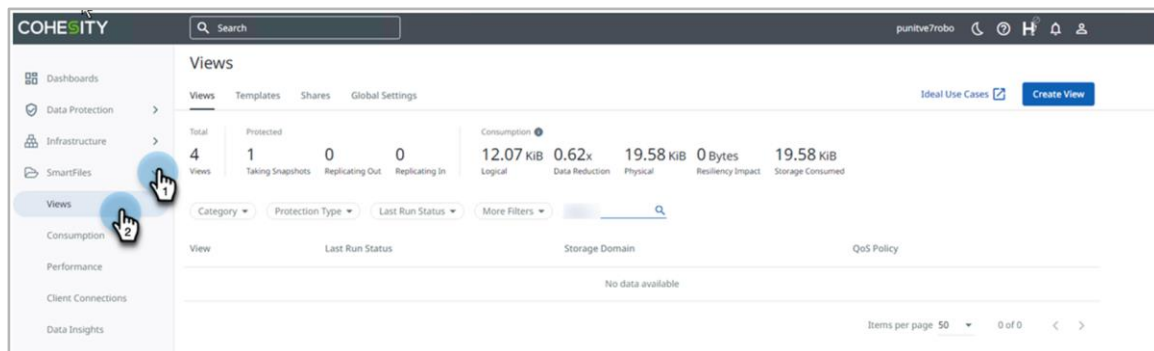 COHESITY
Search
punitve7robo
Dashboards
Data Protection
Infrastructure
SmartFiles
Views
Consumption
Performance
Client Connections
Data Insights
1
2
Views
Views Templates Shares Global Settings
Ideal Use Cases Create View
Total Protected Consumption
4 1 0 0 12.07 KiB 0.62x 19.58 KiB 0 Bytes 19.58 KiB
Views Taking Snapshots Replicating Out Replicating In Logical Data Reduction Physical Resiliency Impact Storage Consumed
Category Protection Type Last Run Status More Filters
View Last Run Status Storage Domain QoS Policy
No data available
Items per page 50 0 of 0